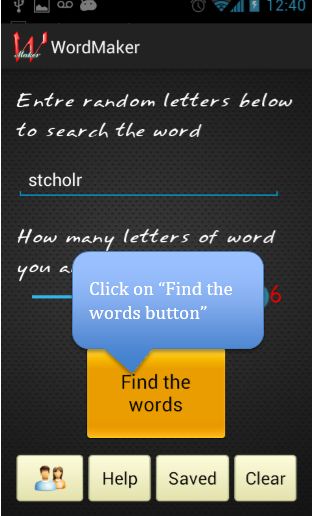 12:40
Maker WordMaker
Entre random letters below
to search the word
stcholr
How many letters of word
you a
6
Click on “Find the
words button”
Find the
words
Help Saved Clear